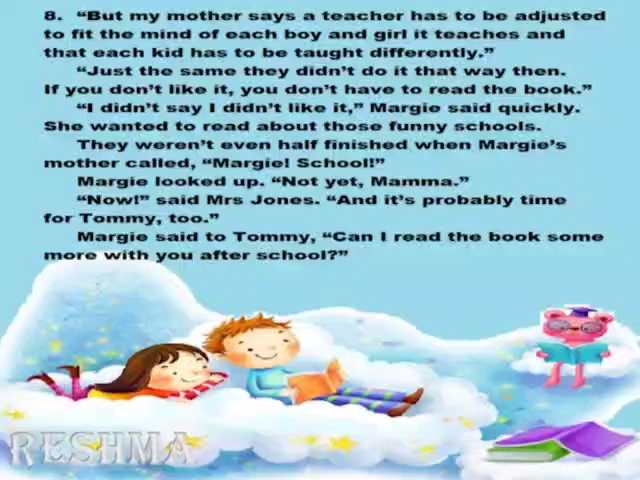 8. “But my mother says a teacher has to be adjusted
to fit the mind of each boy and girl it teaches and
that each kid has to be taught differently.”
“Just the same they didn’t do it that way then.
If you don’t like it, you don’t have to read the book.”
“I didn’t say I didn’t like it,” Margie said quickly.
She wanted to read about those funny schools.
They weren’t even half finished when Margie’s
mother called, “Margie! School!”
Margie looked up. “Not yet, Mamma.”
“Now!” said Mrs Jones. “And it’s probably time
for Tommy, too.”
Margie said to Tommy, “Can I read the book some
more with you after school?”
RESHMA